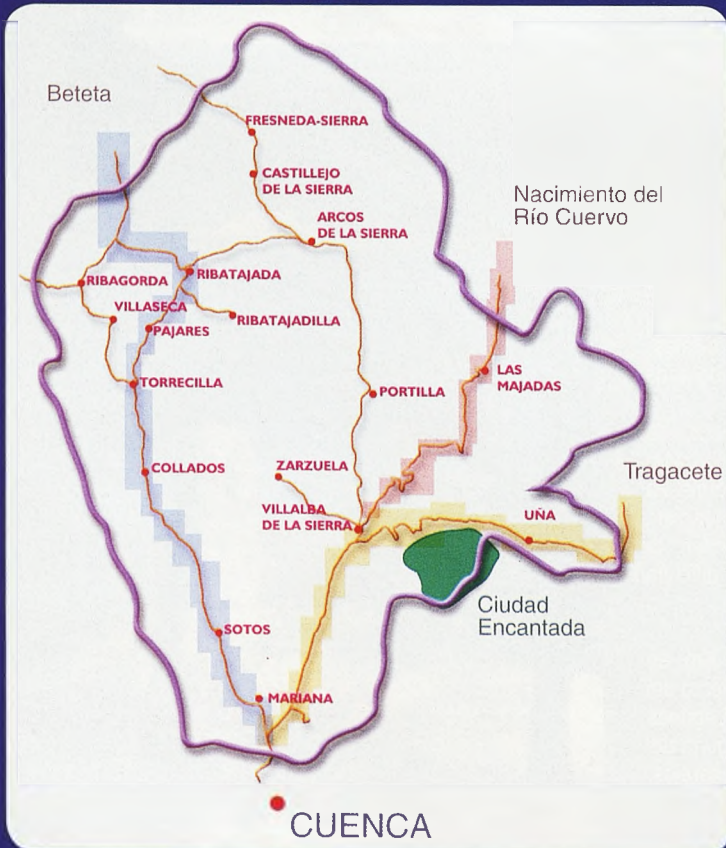 Beteta
FRESNEDA-SIERRA
CASTILLEJO
DE LA SIERRA
Nacimiento del
Río Cuervo
ARCOS
DE LA SIERRA
RIBATAJADA
RIBAGORDA
VILLASECA
RIBATAJADILLA
PAJARES
LAS
MAJADAS
TORRECILLA
PORTILLA
COLLADOS
ZARZUELA
Tragacete
VILLALBA
DE LA SIERRA
UÑA
Ciudad
Encantada
SOTOS
MARIANA
CUENCA